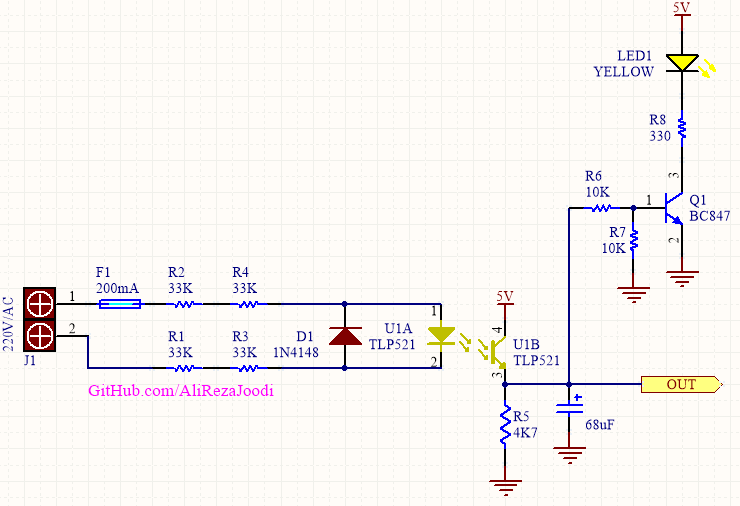 5V
LED1
YELLOW
R8
330
3
R6
10K
1
Q1
BC847
R7
10K
2
220V/AC
J1
1
2
F1
200mA
R2
33K
R4
33K
R1
33K
R3
33K
D1
1N4148
U1A
TLP521
1
2
5V
4
U1B
TLP521
3
GitHub.com/AliRezaJoodi
R5
4K7
+
68uF
OUT